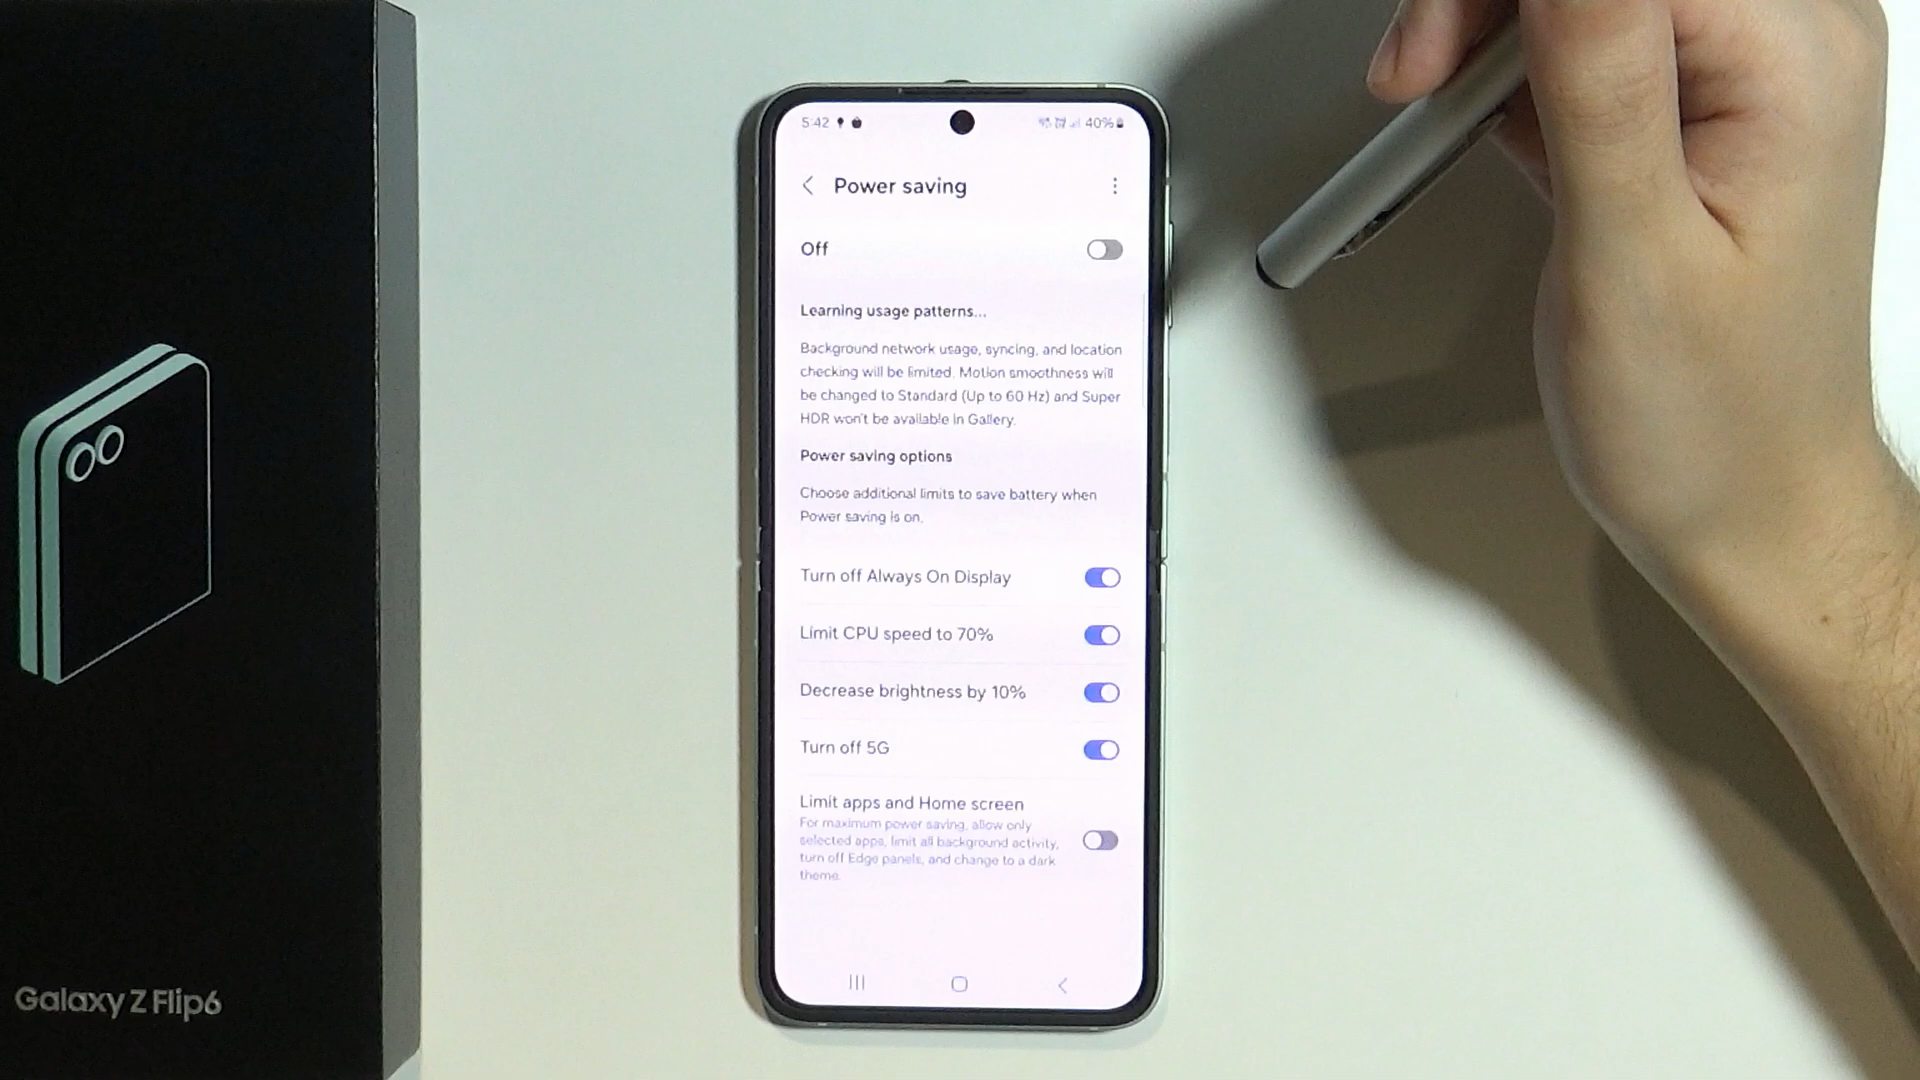 5:42
40%
Power saving
Off
Learning usage patterns...
Background network usage, syncing, and location
checking will be limited. Motion smoothness will
be changed to Standard (Up to 60 Hz) and Super
HDR won't be available in Gallery.
Power saving options
Choose additional limits to save battery when
Power saving is on.
Turn off Always On Display
Limit CPU speed to 70%
Decrease brightness by 10%
Turn off 5G
Limit apps and Home screen
For maximum power saving, allow only
selected apps, limit all background activity,
turn off Edge panels, and change to a dark
theme.
Galaxy Z Flip6